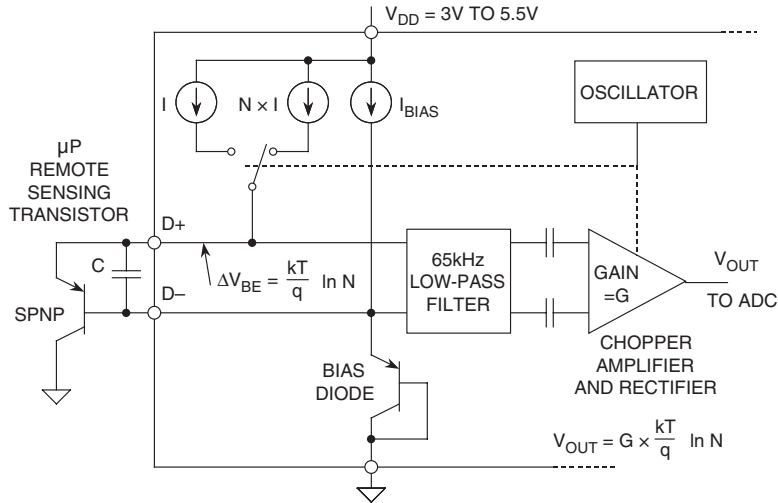 V_DD = 3V TO 5.5V
I
N × I
I_BIAS
OSCILLATOR
μP
REMOTE
SENSING
TRANSISTOR
D+
C
ΔV_BE = kT/q ln N
65kHz
LOW-PASS
FILTER
GAIN
=G
V_OUT
TO ADC
D–
SPNP
BIAS
DIODE
CHOPPER
AMPLIFIER
AND RECTIFIER
V_OUT = G × kT/q ln N